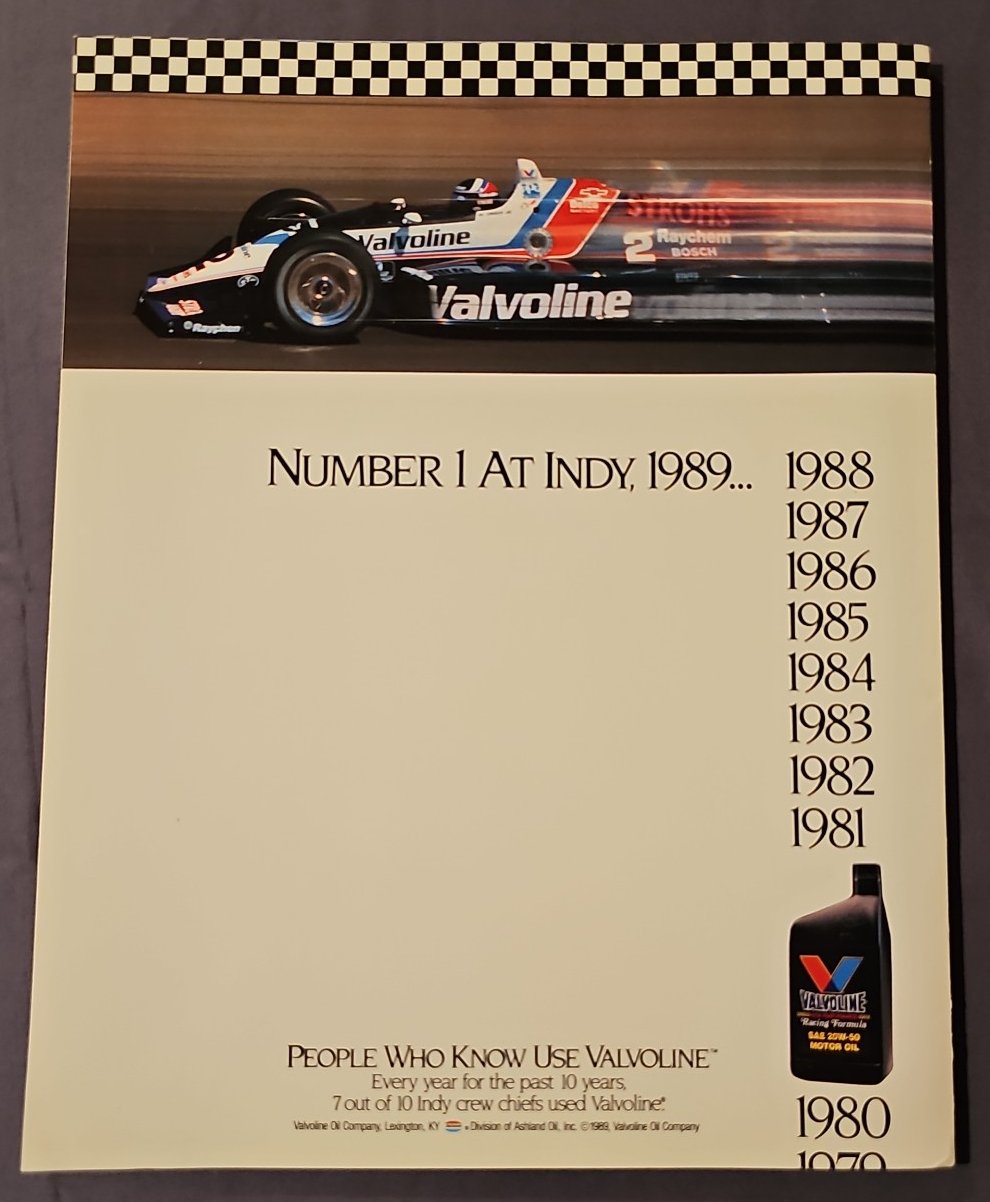 Valvoline
STROHS
2 Raychem
BOSCH
Valvoline
Raychem
NUMBER 1 AT INDY, 1989... 1988
1987
1986
1985
1984
1983
1982
1981
VALVOLINE
Racing Formula
SAE 20W-50
MOTOR OIL
PEOPLE WHO KNOW USE VALVOLINE™
Every year for the past 10 years,
7 out of 10 Indy crew chiefs used Valvoline®.
Valvoline Oil Company, Lexington, KY • Division of Ashland Oil, Inc. ©1989, Valvoline Oil Company
1980
1979